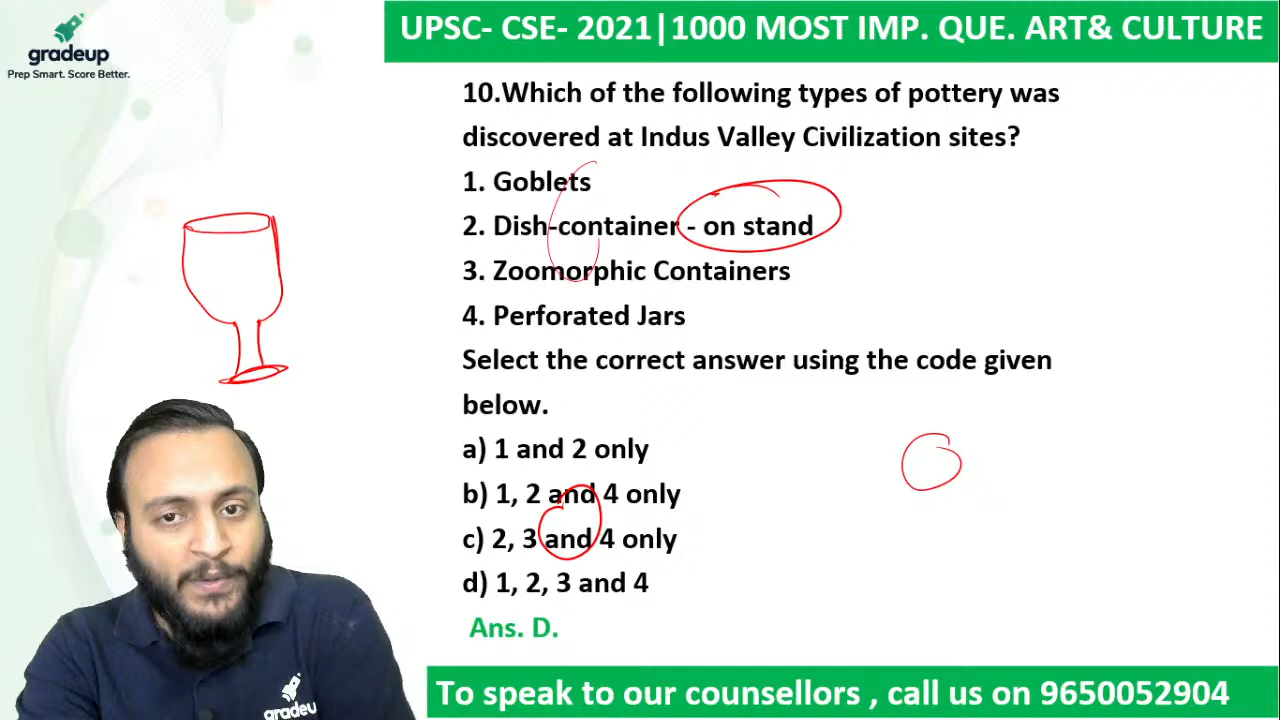 gradeup
Prep Smart. Score Better.
UPSC- CSE- 2021|1000 MOST IMP. QUE. ART& CULTURE
10.Which of the following types of pottery was
discovered at Indus Valley Civilization sites?
1. Goblets
2. Dish-container - on stand
3. Zoomorphic Containers
4. Perforated Jars
Select the correct answer using the code given
below.
a) 1 and 2 only
b) 1, 2 and 4 only
c) 2, 3 and 4 only
d) 1, 2, 3 and 4
Ans. D.
gradeu
To speak to our counsellors , call us on 9650052904